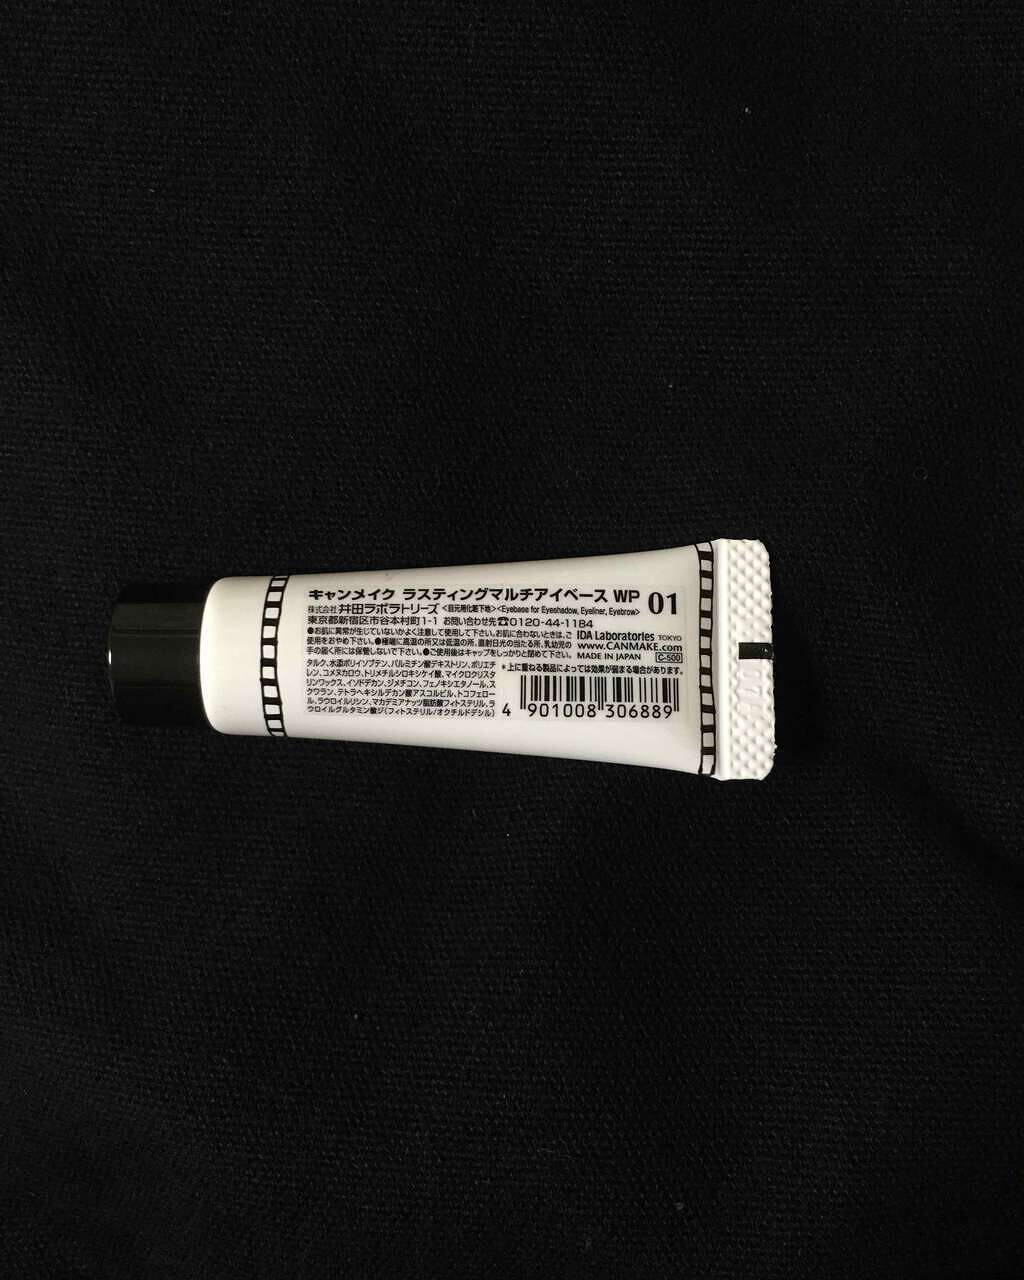 キャンメイク ラスティングマルチアイベース WP 01
株式会社 井田ラボラトリーズ <目元用化粧下地><Eyebase for Eyeshadow, Eyeliner, Eyebrow>
東京都新宿区市谷本村町1-1 お問い合わせ先☎0120-44-1184
●お肌に異常が生じていないかよく注意して使用して下さい。お肌に合わないときは、ご
使用をおやめ下さい。●極端に高温の所又は低温の所、直射日光の当たる所、乳幼児の
手の届く所には保管しないで下さい。●ご使用後はキャップをしっかりと閉めて下さい。
IDA Laboratories TOKYO
www.CANMAKE.com
MADE IN JAPAN C-500
タルク、水添ポリイソブテン、パルミチン酸デキストリン、ポリエチ
レン、コメヌカロウ、トリメチルシロキシケイ酸、マイクロクリスタ
リンワックス、イソドデカン、ジメチコン、フェノキシエタノール、ス
クワラン、テトラヘキシルデカン酸アスコルビル、トコフェロー
ル、ラウロイルリシン、マカデミアナッツ脂肪酸フィトステリル、ラ
ウロイルグルタミン酸ジ(フィトステリル/オクチルドデシル)
*上に重ねる製品によっては効果が弱まる場合があります。
4 901008 306889